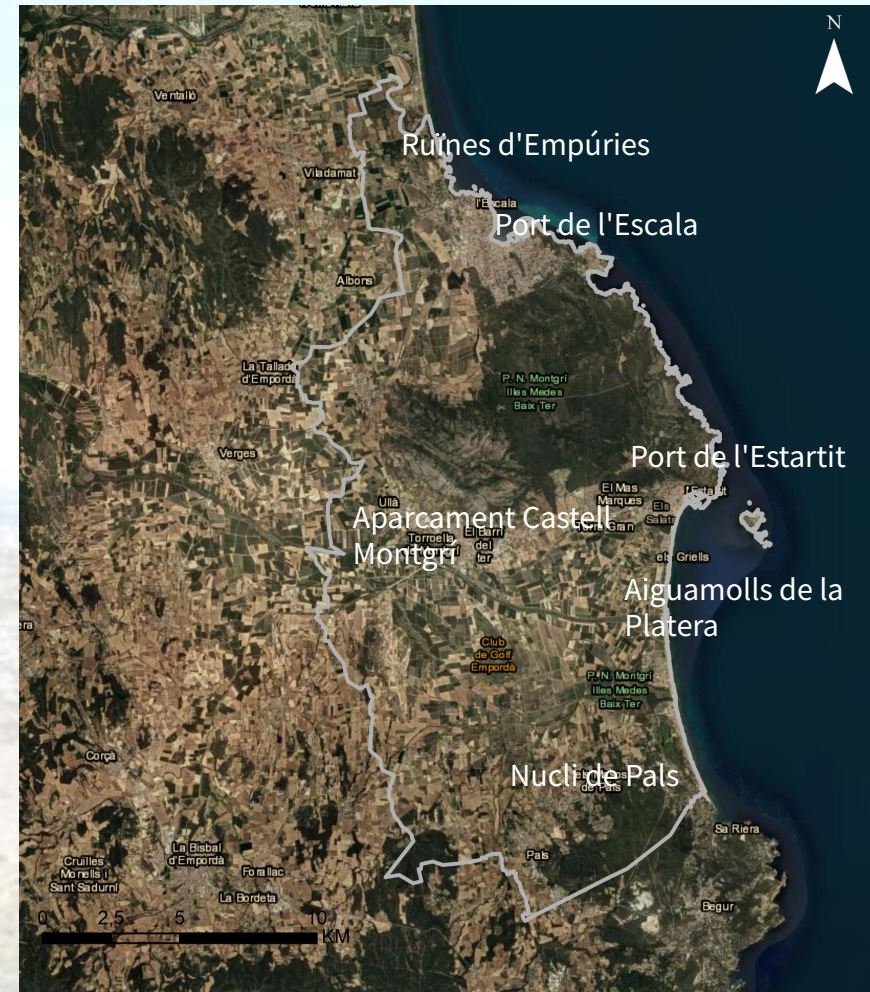 N
Ventalló
Ruïnes d'Empúries
Viladamat
l'Escala
Port de l'Escala
Albons
La Tallada
d'Empordà
P. N. Montgrí
Illes Medes
Baix Ter
Verges
Port de l'Estartit
El Mas
Marques
l'Estartit
Ullà
Els
Aparcament Castell
Montgrí
Torre Gran
El Barri
del
ter
els Griells
Aiguamolls de la
Platera
Club
de Golf
Empordà
P. N. Montgrí
Illes Medes
Baix Ter
Corçà
Nucli de Pals
de Pals
Sa Riera
La Bisbal
d'Empordà
Pals
Cruïlles
Monells i
Sant Sadurní
Forallac
La Bordeta
Begur
0 2,5 5 10
KM